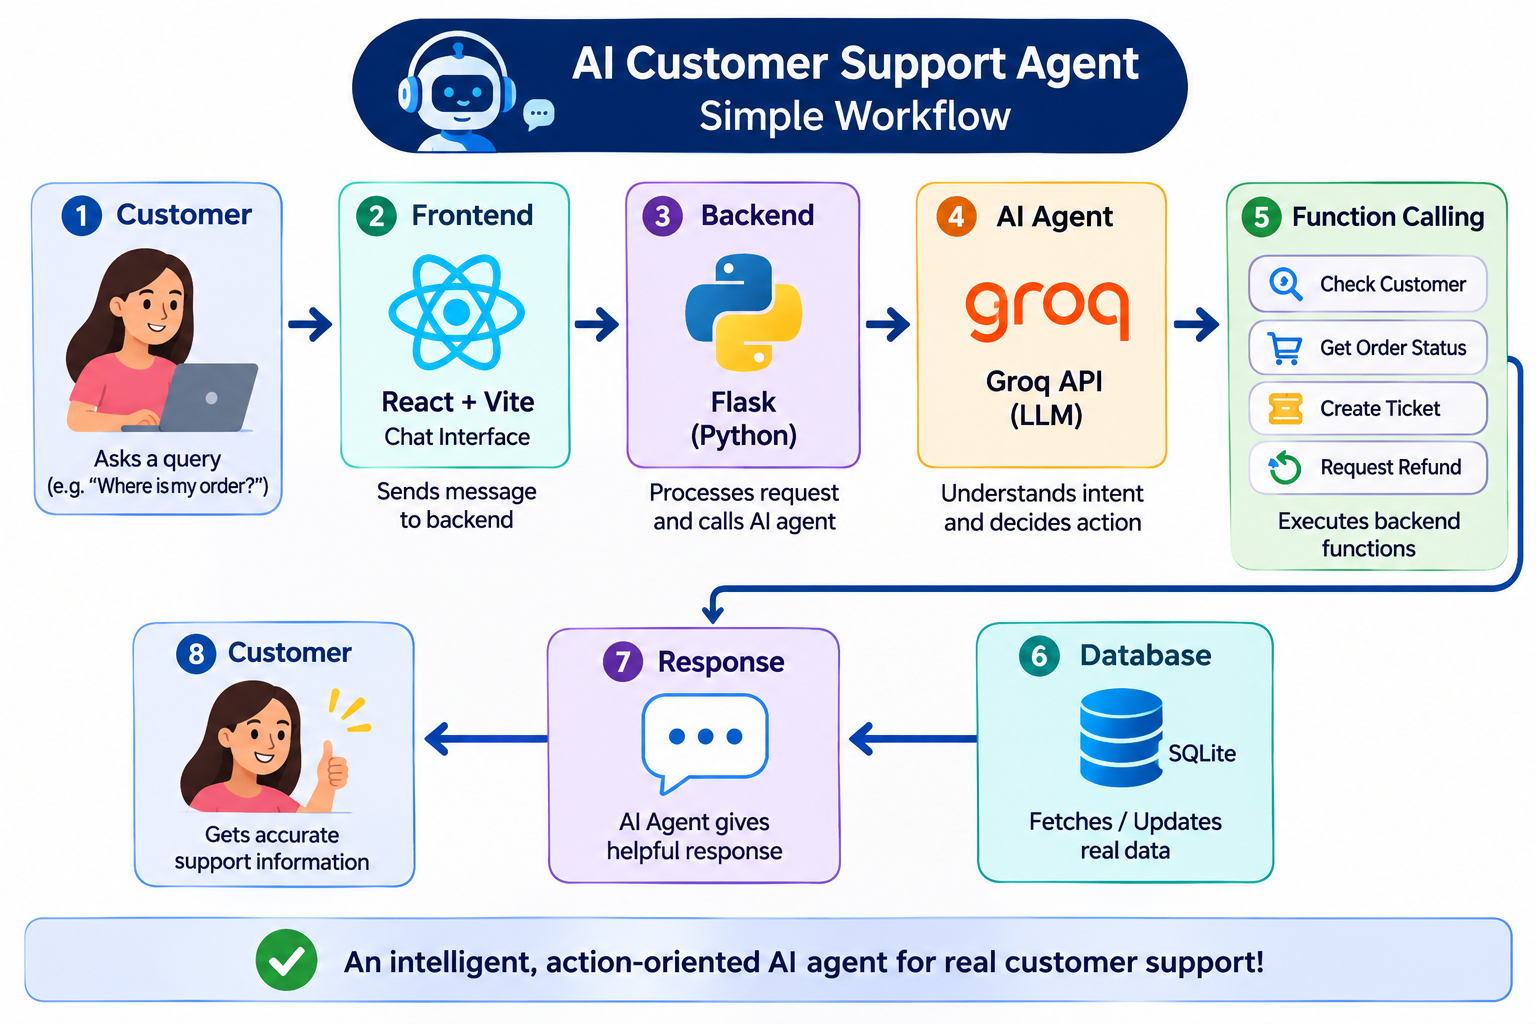 AI Customer Support Agent
Simple Workflow
1 Customer
Asks a query
(e.g. “Where is my order?”)
2 Frontend
React + Vite
Chat Interface
Sends message
to backend
3 Backend
Flask
(Python)
Processes request
and calls AI agent
4 AI Agent
groq
Groq API
(LLM)
Understands intent
and decides action
5 Function Calling
Check Customer
Get Order Status
Create Ticket
Request Refund
Executes backend
functions
6 Database
SQLite
Fetches / Updates
real data
7 Response
AI Agent gives
helpful response
8 Customer
Gets accurate
support information
An intelligent, action-oriented AI agent for real customer support!